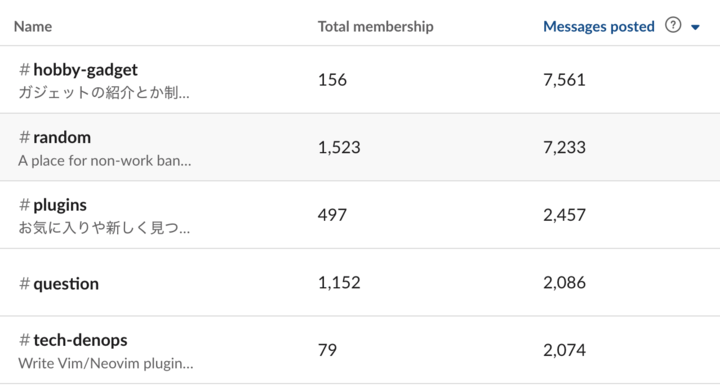 Name Total membership Messages posted ?
# hobby-gadget 156 7,561
ガジェットの紹介とか制...
# random 1,523 7,233
A place for non-work ban...
# plugins 497 2,457
お気に入りや新しく見つ...
# question 1,152 2,086
# tech-denops 79 2,074
Write Vim/Neovim plugin...